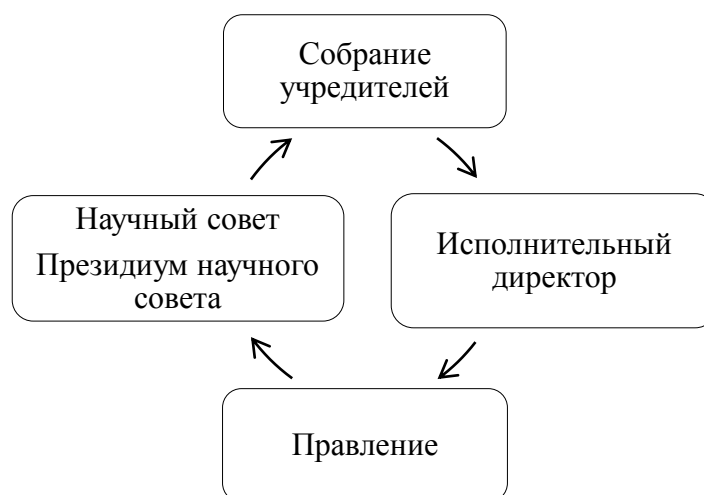 Собрание
учредителей
Научный совет
Президиум научного
совета
Исполнительный
директор
Правление